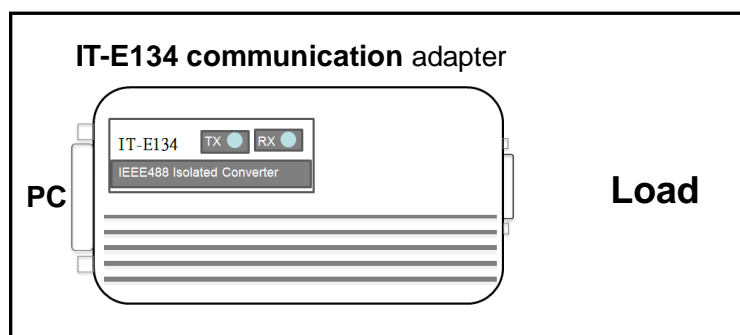 IT-E134 communication adapter
IT-E134 TX RX
IEEE488 Isolated Converter
PC
Load